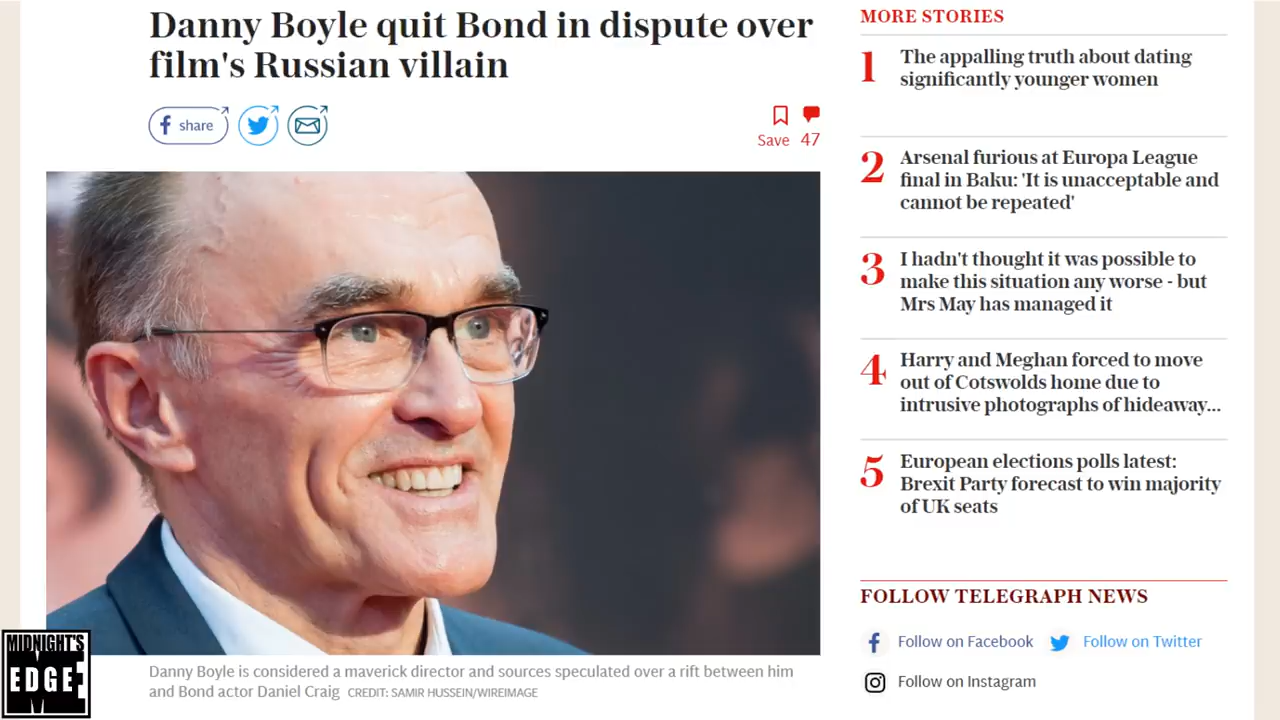 Danny Boyle quit Bond in dispute over
film's Russian villain
share
Save 47
MORE STORIES
1
The appalling truth about dating
significantly younger women
2
Arsenal furious at Europa League
final in Baku: 'It is unacceptable and
cannot be repeated'
3
I hadn't thought it was possible to
make this situation any worse - but
Mrs May has managed it
4
Harry and Meghan forced to move
out of Cotswolds home due to
intrusive photographs of hideaway...
5
European elections polls latest:
Brexit Party forecast to win majority
of UK seats
FOLLOW TELEGRAPH NEWS
Follow on Facebook
Follow on Twitter
Follow on Instagram
MIDNIGHT'S
EDGE
ME
Danny Boyle is considered a maverick director and sources speculated over a rift between him
and Bond actor Daniel Craig CREDIT: SAMIR HUSSEIN/WIREIMAGE